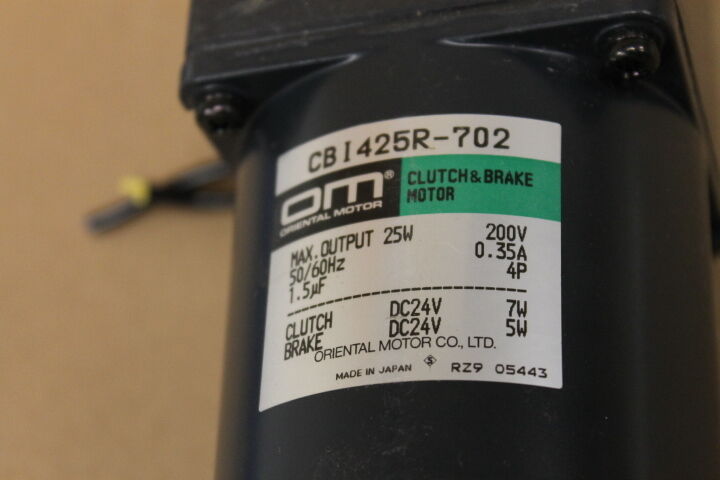 CBI425R-702
OM® CLUTCH&BRAKE
ORIENTAL MOTOR MOTOR
MAX.OUTPUT 25W 200V
50/60Hz 0.35A
1.5μF 4P
CLUTCH DC24V 7W
BRAKE DC24V 5W
ORIENTAL MOTOR CO., LTD.
MADE IN JAPAN S RZ9 05443